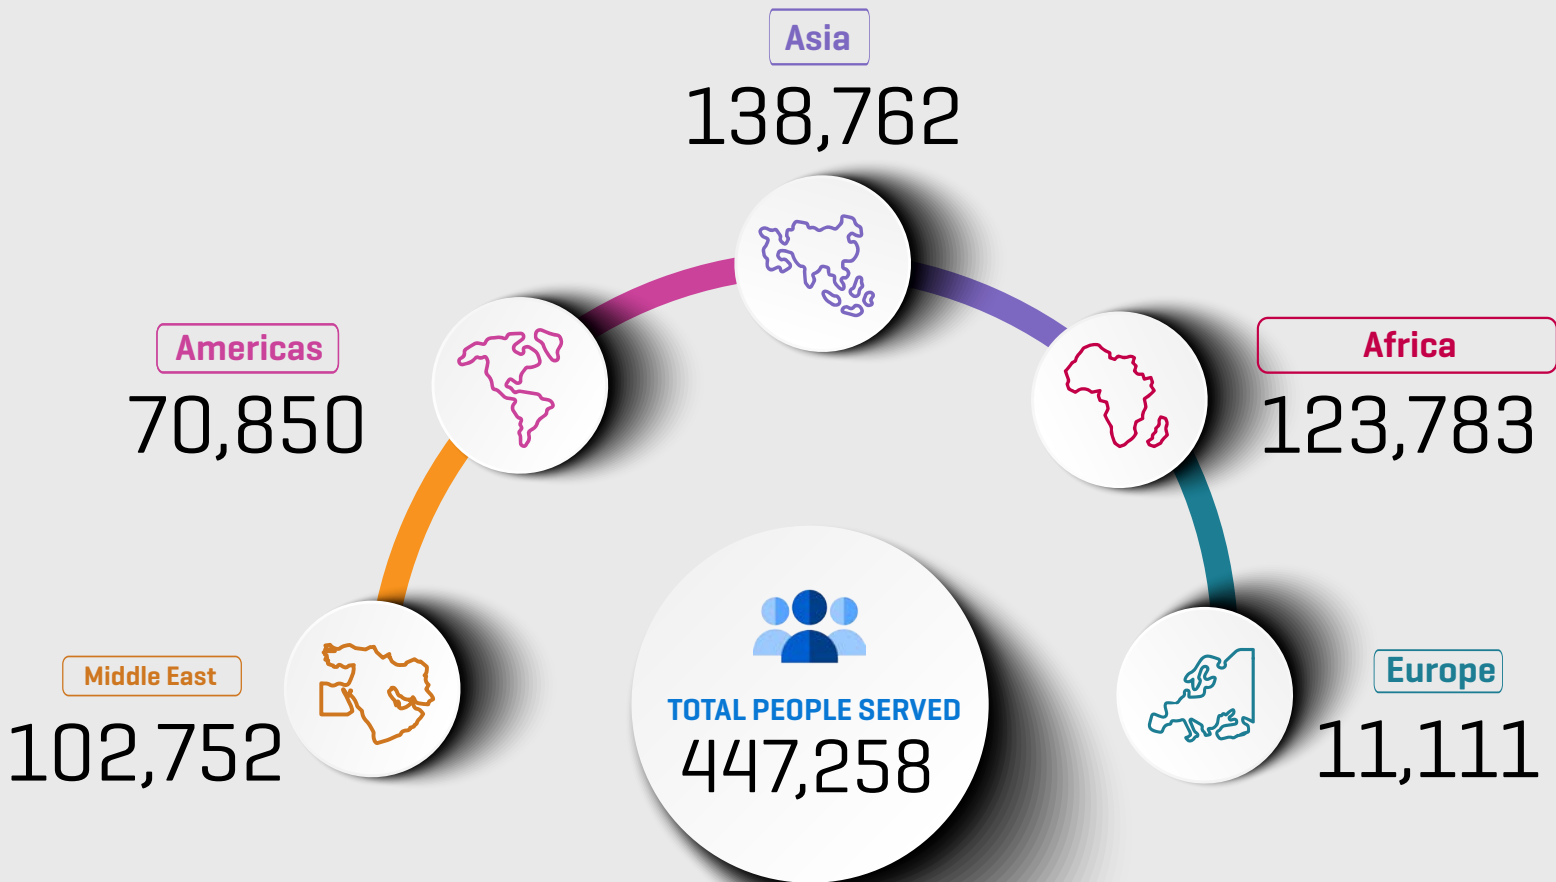 Asia
138,762
Americas
70,850
Africa
123,783
Middle East
102,752
TOTAL PEOPLE SERVED
447,258
Europe
11,111